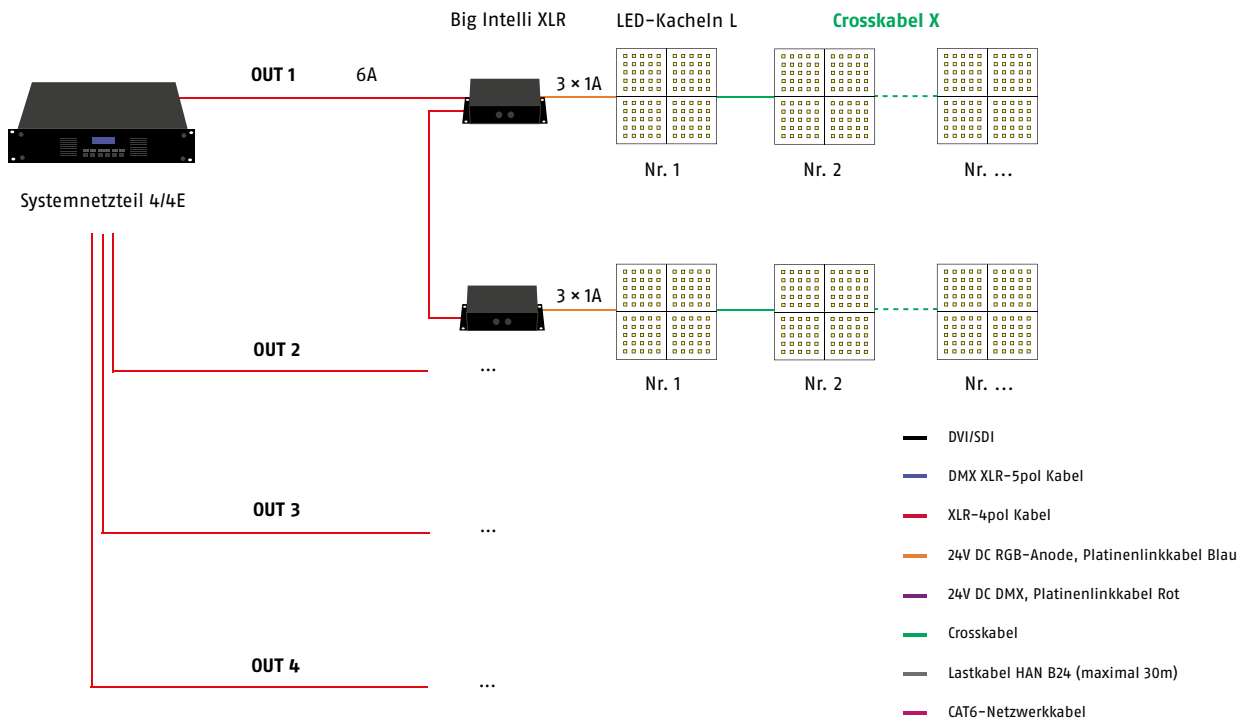 Big Intelli XLR
LED-Kacheln L
Crosskabel X
OUT 1
6A
3 × 1A
Nr. 1
Nr. 2
Nr. ...
Systemnetzteil 4/4E
3 × 1A
OUT 2
...
Nr. 1
Nr. 2
Nr. ...
OUT 3
...
OUT 4
...
DVI/SDI
DMX XLR-5pol Kabel
XLR-4pol Kabel
24V DC RGB-Anode, Platinenlinkkabel Blau
24V DC DMX, Platinenlinkkabel Rot
Crosskabel
Lastkabel HAN B24 (maximal 30m)
CAT6-Netzwerkkabel